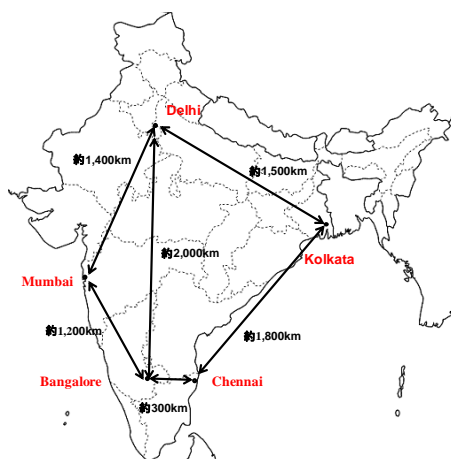 Delhi
約1,400km
約1,500km
約2,000km
Kolkata
Mumbai
約1,200km
約1,800km
Bangalore
Chennai
約300km